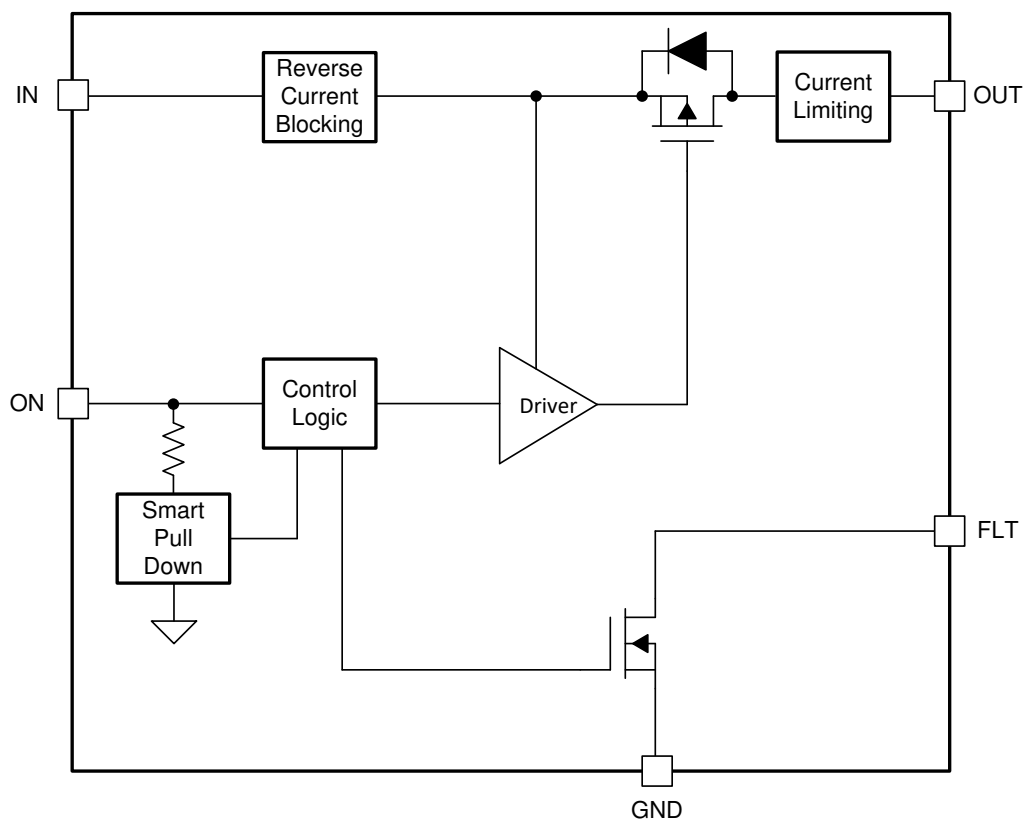 Reverse
Current
Blocking
IN
Current
Limiting
OUT
ON
Control
Logic
Driver
Smart
Pull
Down
FLT
GND